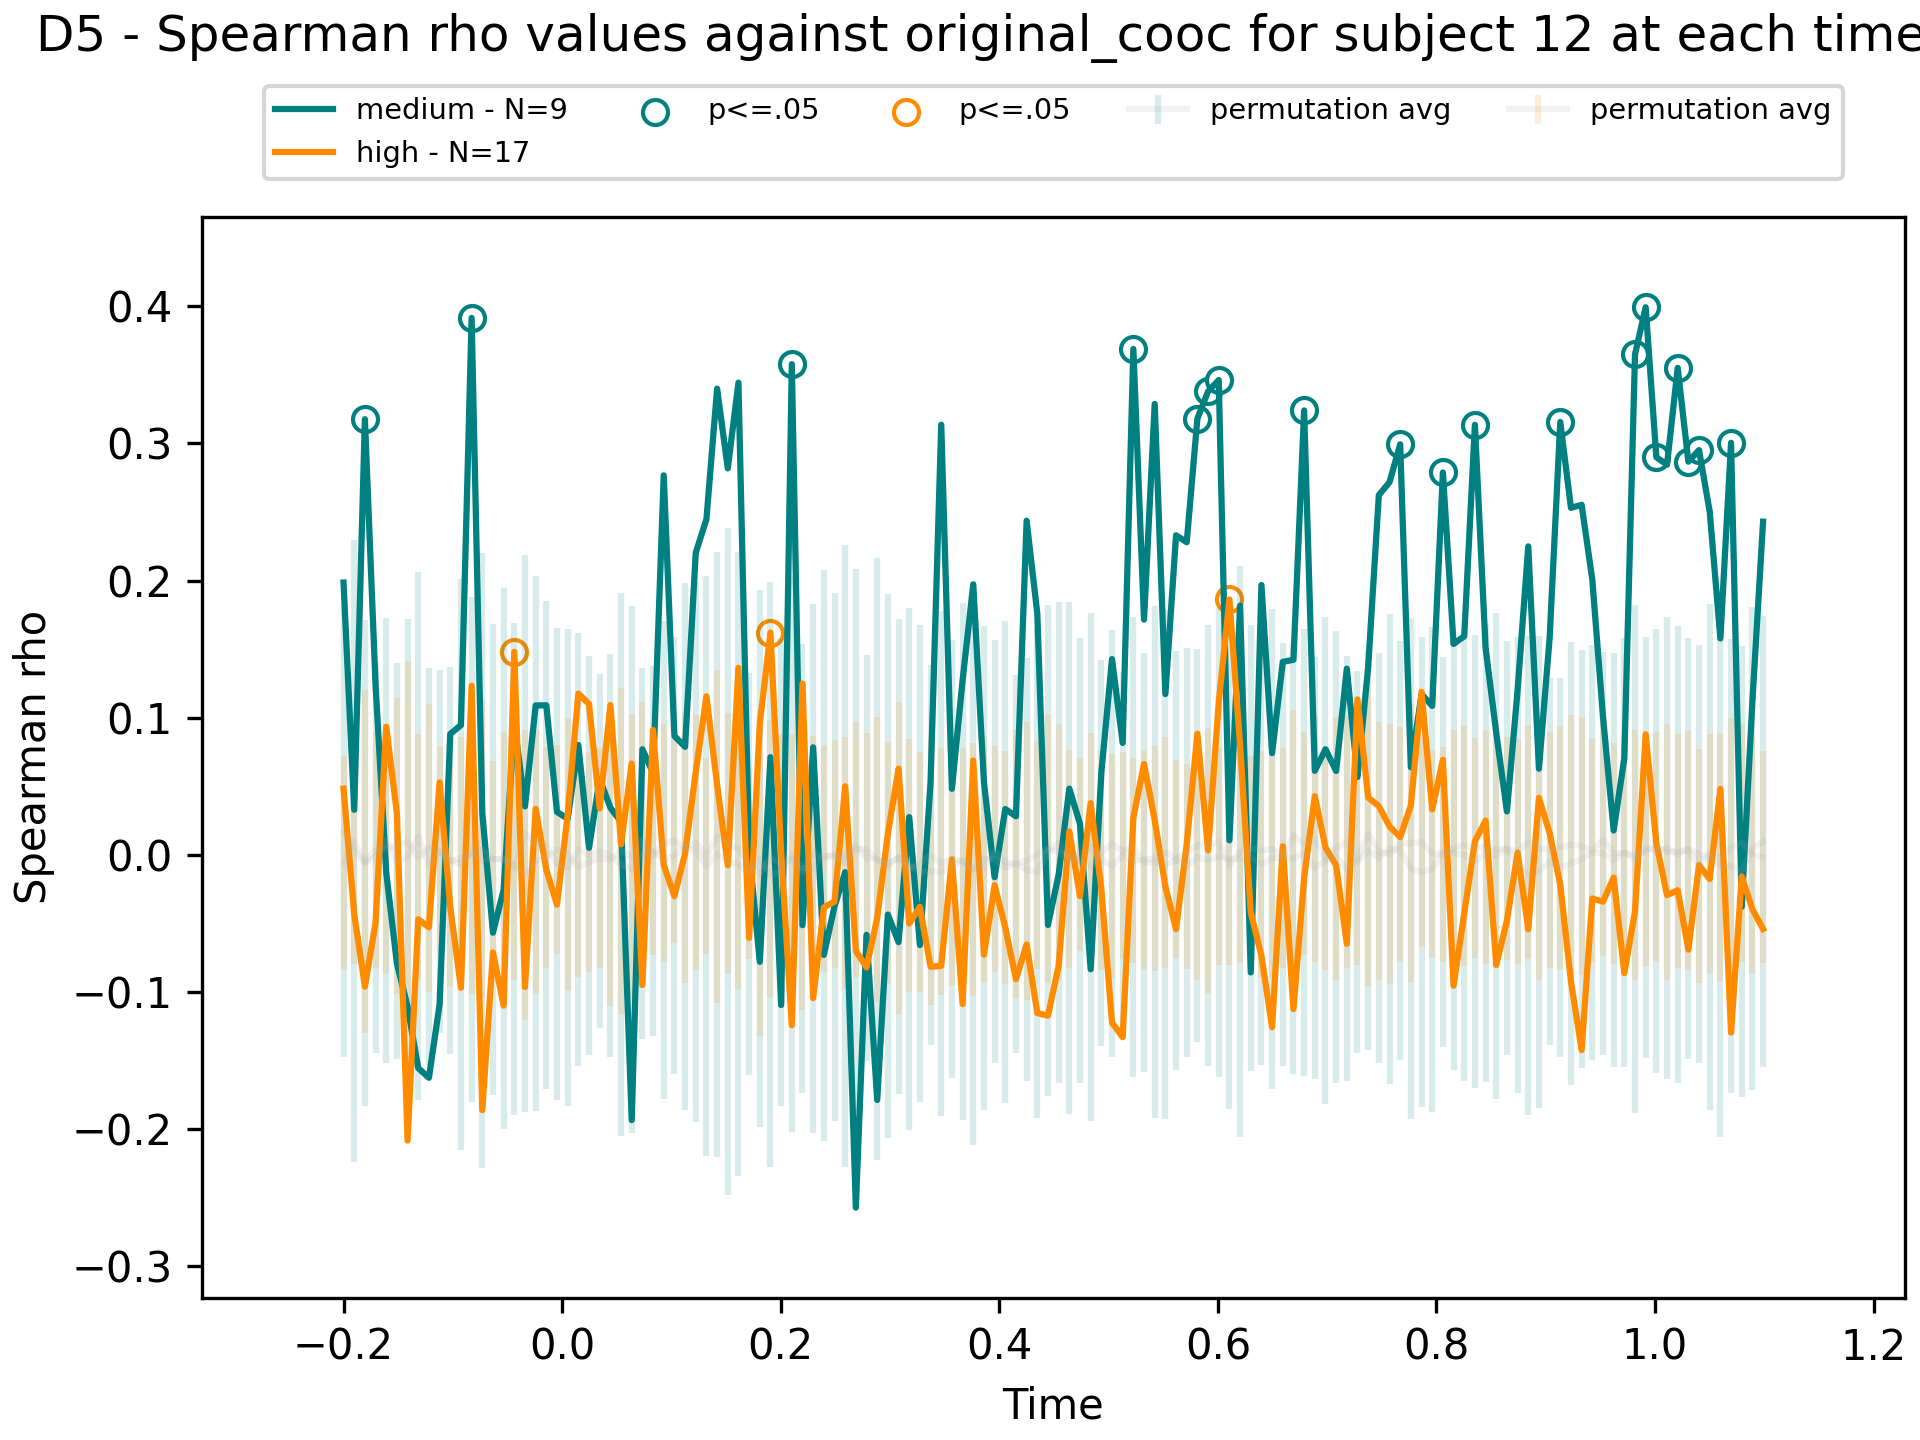 D5 - Spearman rho values against original_cooc for subject 12 at each time
medium - N=9
high - N=17
p<=.05
p<=.05
permutation avg
permutation avg
Spearman rho
0.4
0.3
0.2
0.1
0.0
−0.1
−0.2
−0.3
−0.2 0.0 0.2 0.4 0.6 0.8 1.0 1.2
Time